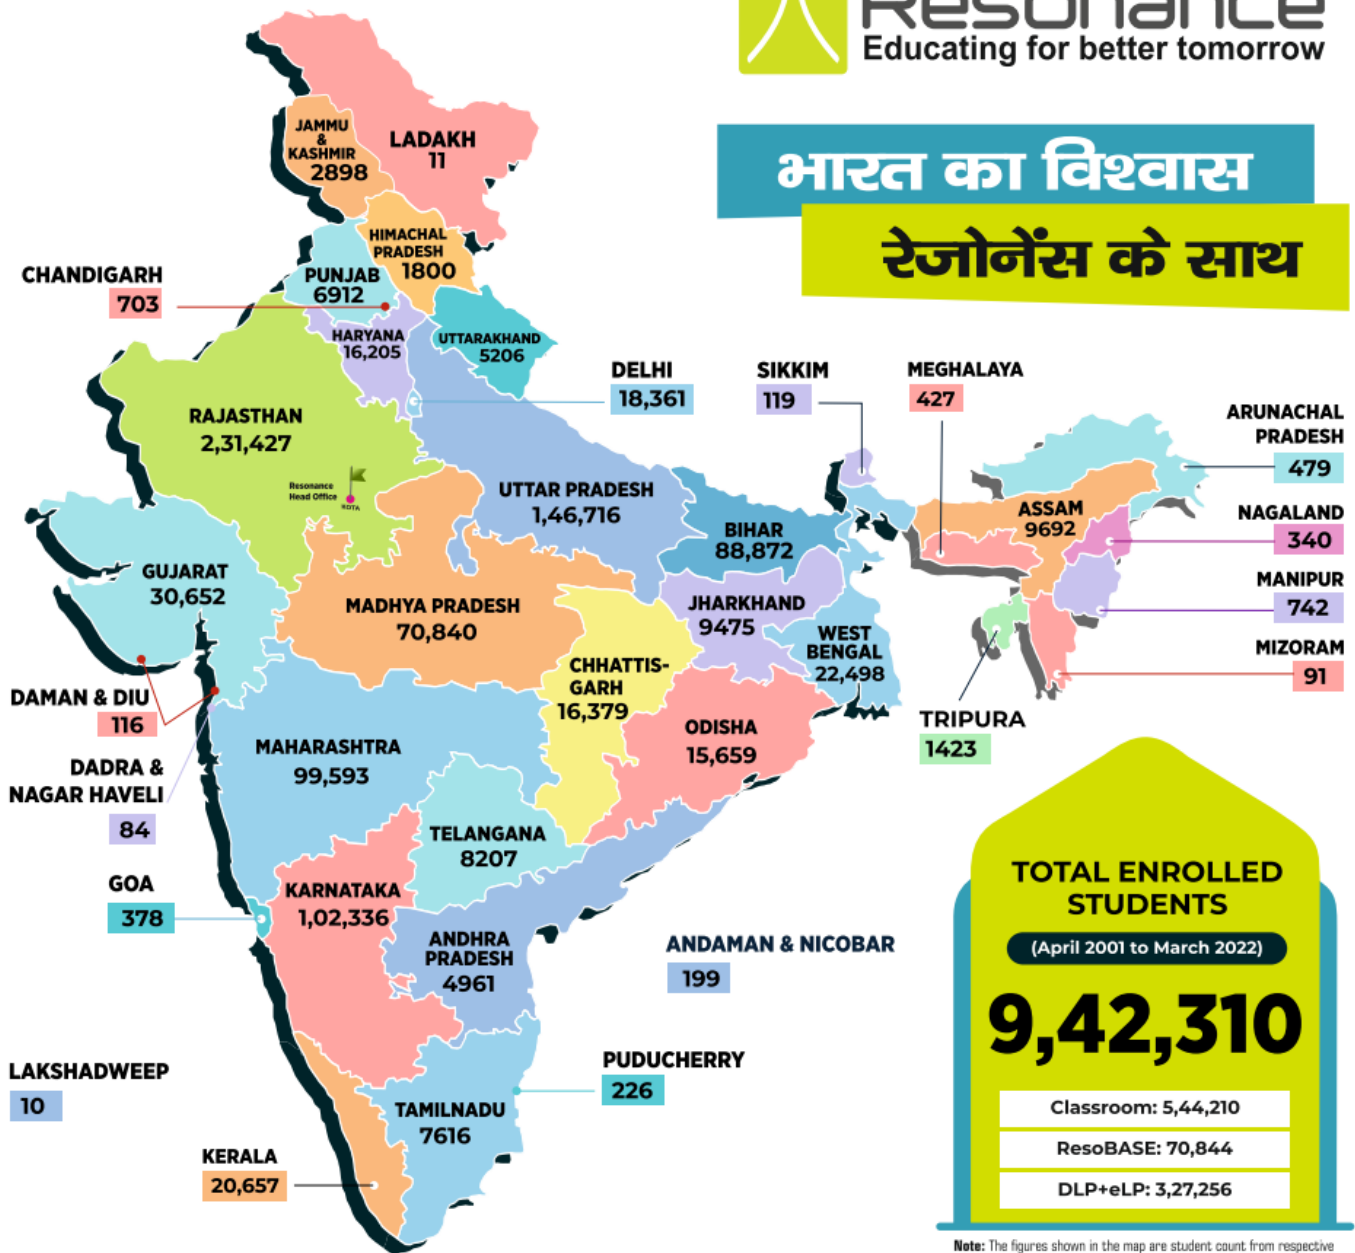 Resonance
Educating for better tomorrow
भारत का विश्वास
रेजोनेंस के साथ
JAMMU
&
KASHMIR
2898
LADAKH
11
HIMACHAL
PRADESH
1800
PUNJAB
6912
CHANDIGARH
703
HARYANA
16,205
UTTARAKHAND
5206
DELHI
18,361
SIKKIM
119
MEGHALAYA
427
ARUNACHAL
PRADESH
479
RAJASTHAN
2,31,427
Resonance
Head Office
KOTA
UTTAR PRADESH
1,46,716
BIHAR
88,872
ASSAM
9692
NAGALAND
340
MANIPUR
742
MIZORAM
91
TRIPURA
1423
GUJARAT
30,652
MADHYA PRADESH
70,840
JHARKHAND
9475
WEST
BENGAL
22,498
CHHATTIS-
GARH
16,379
ODISHA
15,659
DAMAN & DIU
116
DADRA &
NAGAR HAVELI
84
MAHARASHTRA
99,593
TELANGANA
8207
GOA
378
KARNATAKA
1,02,336
ANDHRA
PRADESH
4961
ANDAMAN & NICOBAR
199
LAKSHADWEEP
10
PUDUCHERRY
226
TAMILNADU
7616
KERALA
20,657
TOTAL ENROLLED
STUDENTS
(April 2001 to March 2022)
9,42,310
Classroom: 5,44,210
ResoBASE: 70,844
DLP+eLP: 3,27,256
Note: The figures shown in the map are student count from respective